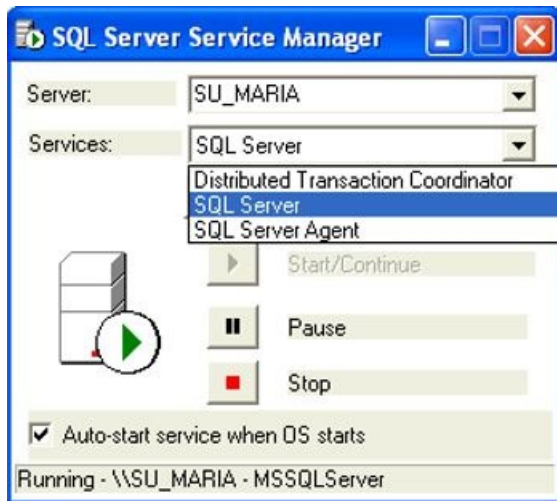 SQL Server Service Manager
Server: SU_MARIA
Services: SQL Server
Distributed Transaction Coordinator
SQL Server
SQL Server Agent
Start/Continue
Pause
Stop
Auto-start service when OS starts
Running - \\SU_MARIA - MSSQLServer